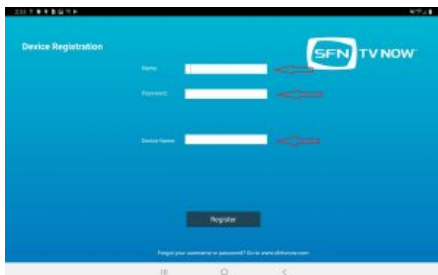 Device Registration
SFN TV NOW
Name:
Password:
Device Name:
Register
Forgot your username or password? Go to www.sfntvnow.com